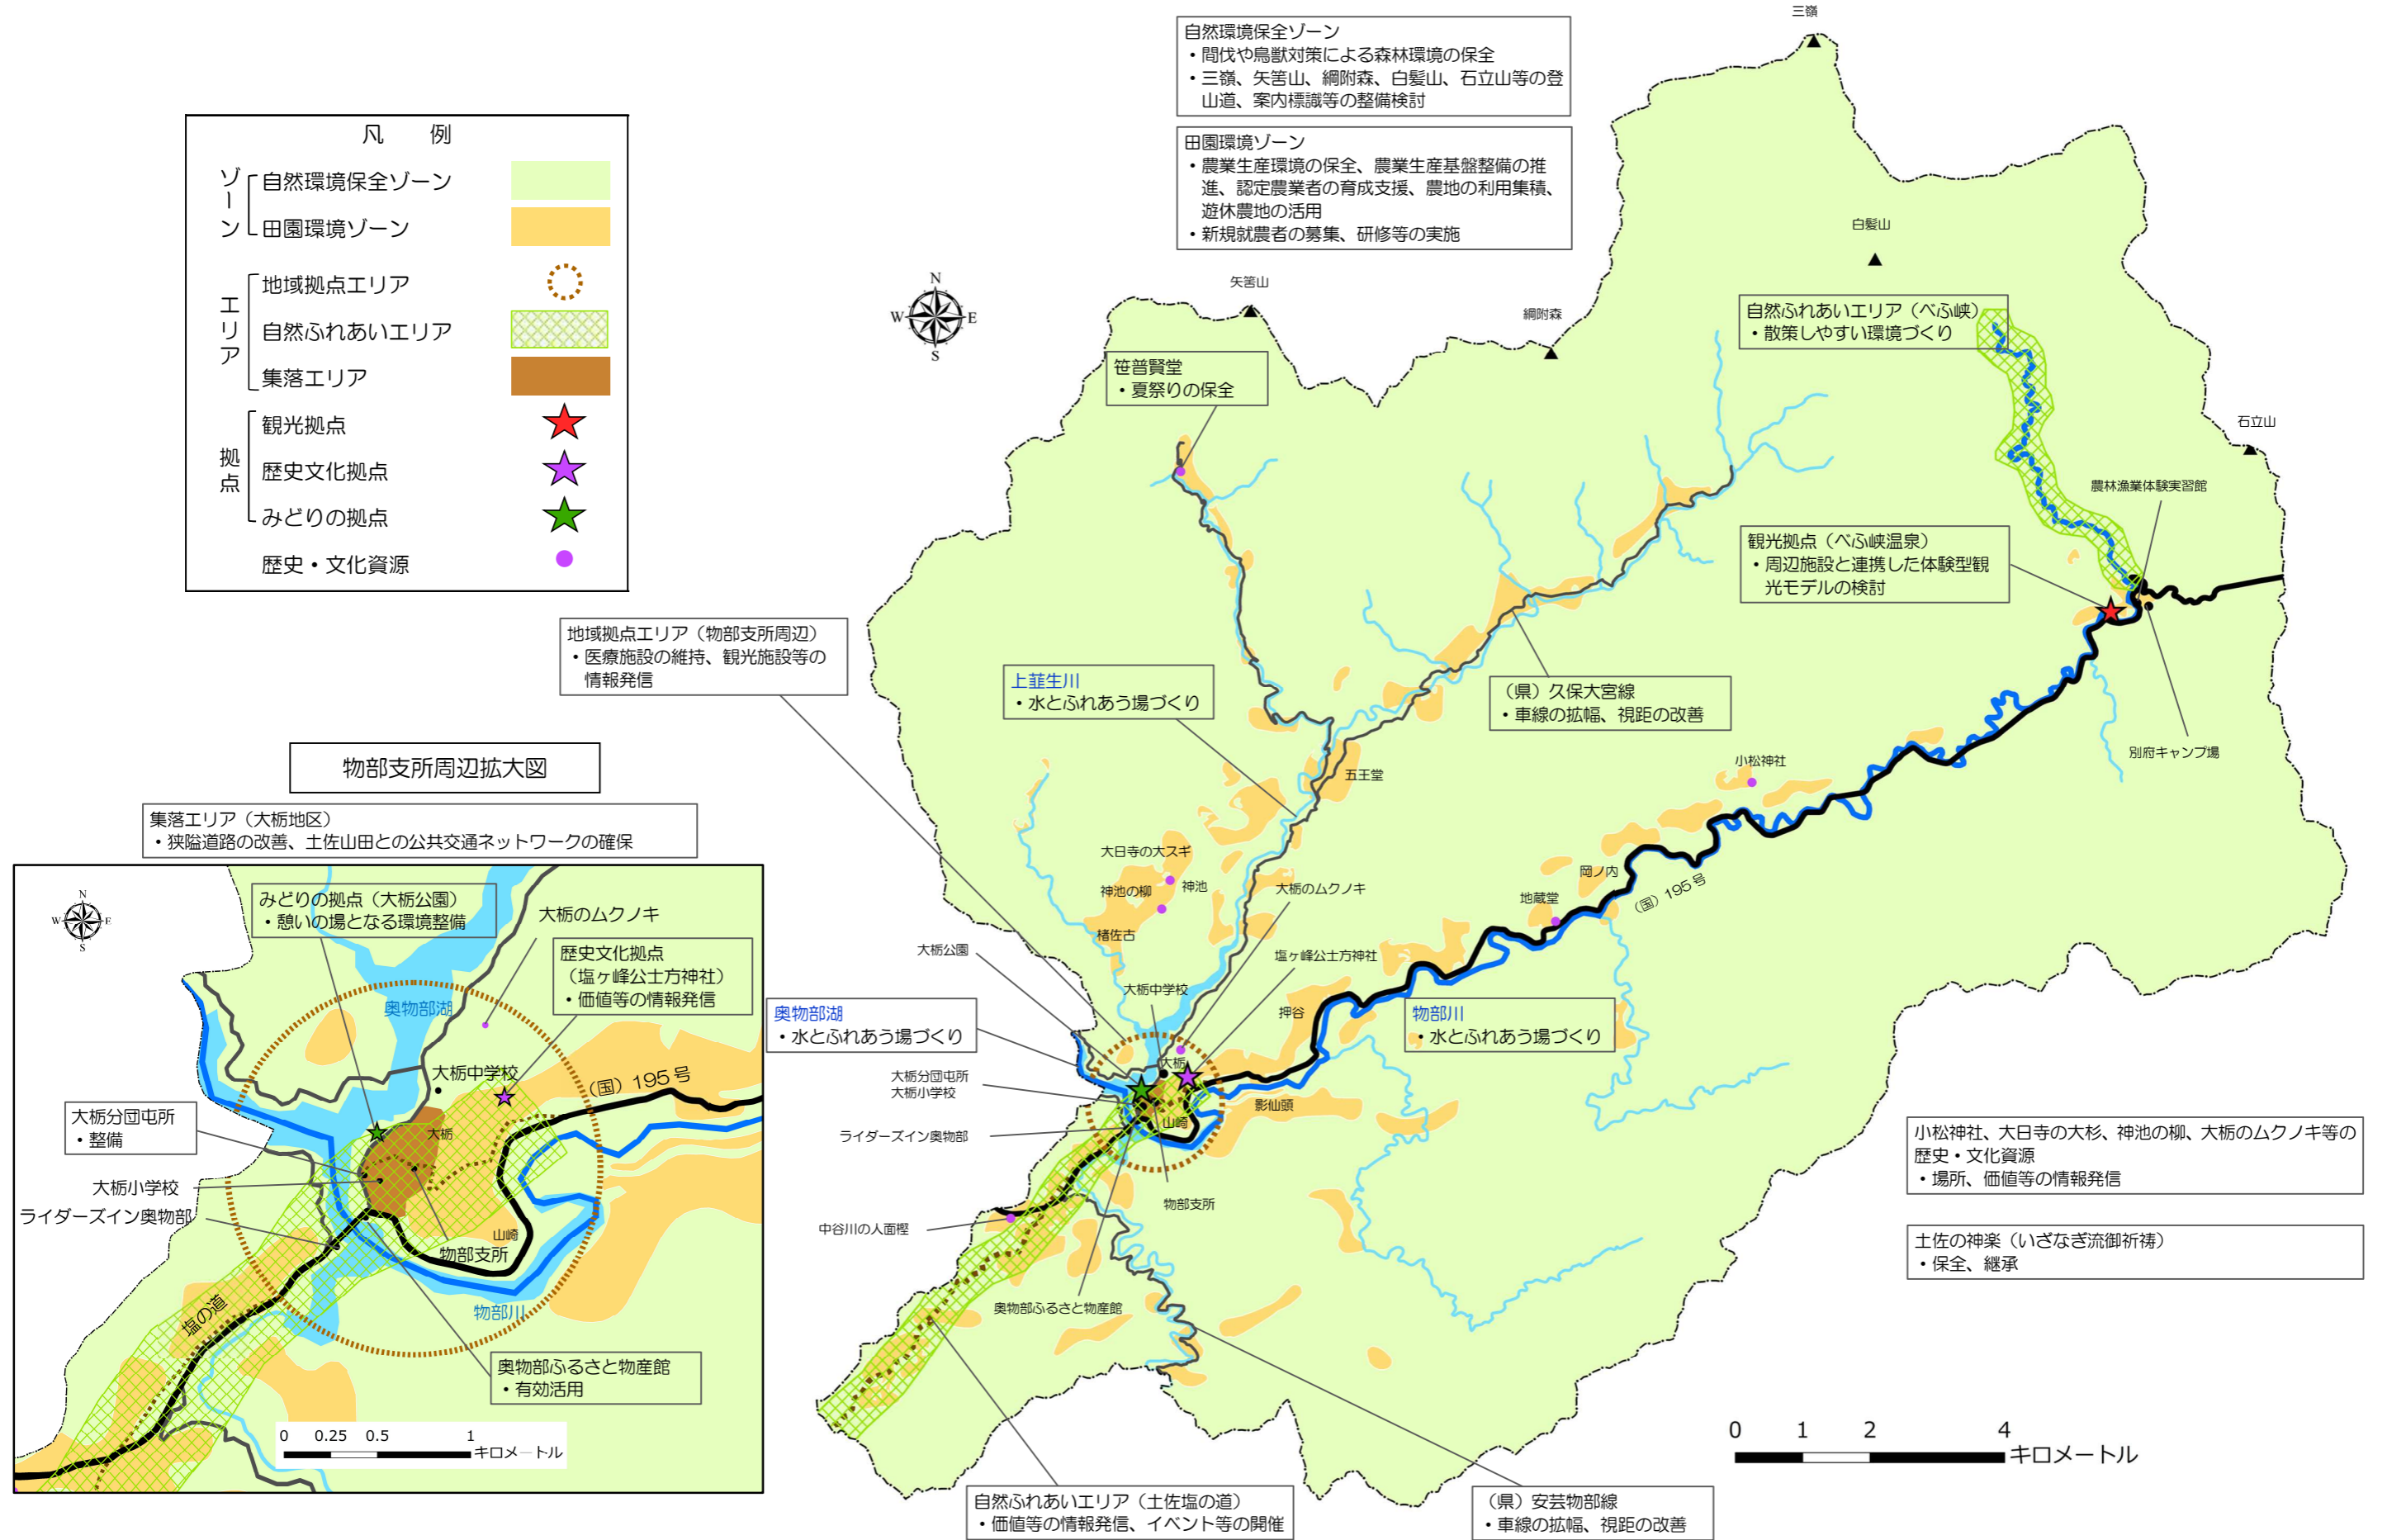 凡　例
ゾーン
自然環境保全ゾーン
田園環境ゾーン
エリア
地域拠点エリア
自然ふれあいエリア
集落エリア
拠点
観光拠点
歴史文化拠点
みどりの拠点
歴史・文化資源
自然環境保全ゾーン
・間伐や鳥獣対策による森林環境の保全
・三嶺、矢筈山、綱附森、白髪山、石立山等の登
山道、案内標識等の整備検討
田園環境ゾーン
・農業生産環境の保全、農業生産基盤整備の推
進、認定農業者の育成支援、農地の利用集積、
遊休農地の活用
・新規就農者の募集、研修等の実施
三嶺
白髪山
矢筈山
綱附森
石立山
N
W
E
S
自然ふれあいエリア（べふ峡）
・散策しやすい環境づくり
笹普賢堂
・夏祭りの保全
農林漁業体験実習館
観光拠点（べふ峡温泉）
・周辺施設と連携した体験型観
光モデルの検討
地域拠点エリア（物部支所周辺）
・医療施設の維持、観光施設等の
情報発信
上韮生川
・水とふれあう場づくり
（県）久保大宮線
・車線の拡幅、視距の改善
別府キャンプ場
小松神社
五王堂
大日寺の大スギ
神池の柳
神池
楮佐古
大栃のムクノキ
岡ノ内
地蔵堂
（国）195号
大栃公園
塩ヶ峰公士方神社
大栃中学校
奥物部湖
・水とふれあう場づくり
押谷
物部川
・水とふれあう場づくり
大栃
大栃分団屯所
大栃小学校
影仙頭
山崎
ライダーズイン奥物部
物部支所
中谷川の人面樫
奥物部ふるさと物産館
小松神社、大日寺の大杉、神池の柳、大栃のムクノキ等の
歴史・文化資源
・場所、価値等の情報発信
土佐の神楽（いざなぎ流御祈祷）
・保全、継承
自然ふれあいエリア（土佐塩の道）
・価値等の情報発信、イベント等の開催
（県）安芸物部線
・車線の拡幅、視距の改善
0 1 2 4
キロメートル
物部支所周辺拡大図
集落エリア（大栃地区）
・狭隘道路の改善、土佐山田との公共交通ネットワークの確保
N
W
E
S
みどりの拠点（大栃公園）
・憩いの場となる環境整備
大栃のムクノキ
歴史文化拠点
（塩ヶ峰公士方神社）
・価値等の情報発信
奥物部湖
大栃中学校
（国）195号
大栃分団屯所
・整備
大栃
大栃小学校
ライダーズイン奥物部
山崎
物部支所
物部川
塩の道
奥物部ふるさと物産館
・有効活用
0 0.25 0.5 1
キロメートル